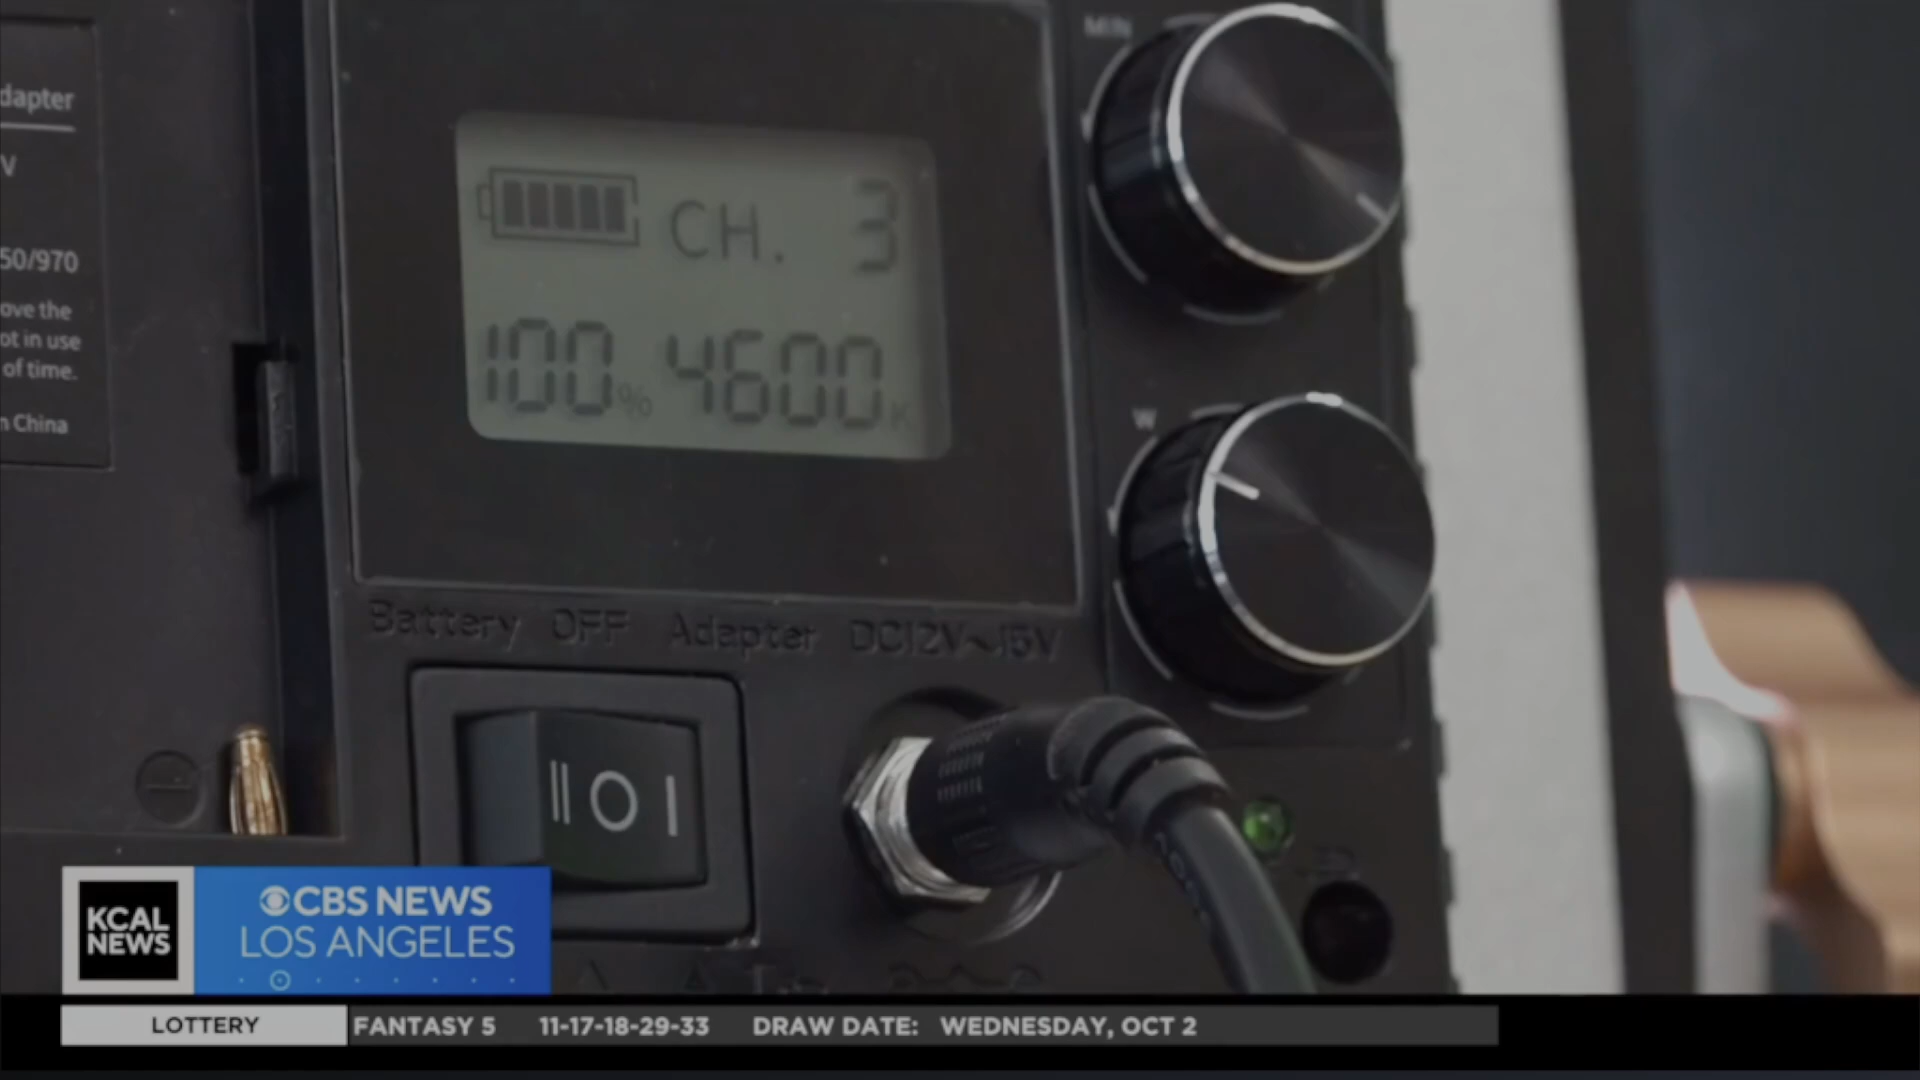 dapter
V
50/970
ove the
ot in use
of time.
n China
MIN
CH. 3
100% 4600K
W
Battery OFF Adapter DC12V~15V
KCAL
NEWS
CBS NEWS
LOS ANGELES
LOTTERY FANTASY 5 11-17-18-29-33 DRAW DATE: WEDNESDAY, OCT 2